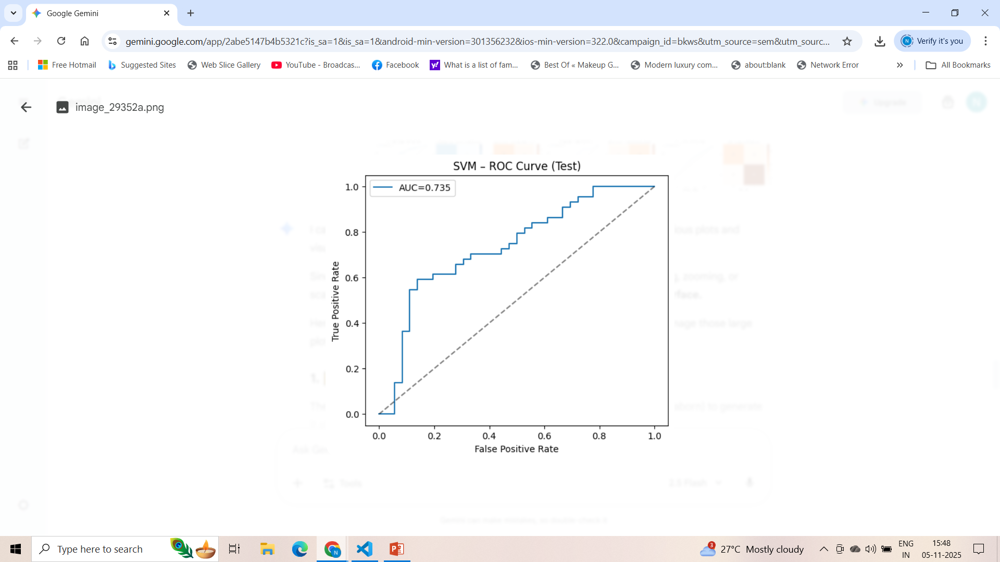 Google Gemini
gemini.google.com/app/2abe5147b4b5321c?is_sa=1&is_sa=1&android-min-version=301356232&ios-min-version=322.0&campaign_id=bkws&utm_source=sem&utm_sourc...
Verify it's you
Free Hotmail
Suggested Sites
Web Slice Gallery
YouTube - Broadcas...
Facebook
What is a list of fam...
Best Of « Makeup G...
Modern luxury com...
about:blank
Network Error
All Bookmarks
image_29352a.png
Upgrade
SVM – ROC Curve (Test)
AUC=0.735
True Positive Rate
1.0
0.8
0.6
0.4
0.2
0.0
0.0 0.2 0.4 0.6 0.8 1.0
False Positive Rate
Tools
Type here to search
3
27°C Mostly cloudy
ENG
IN
15:48
05-11-2025